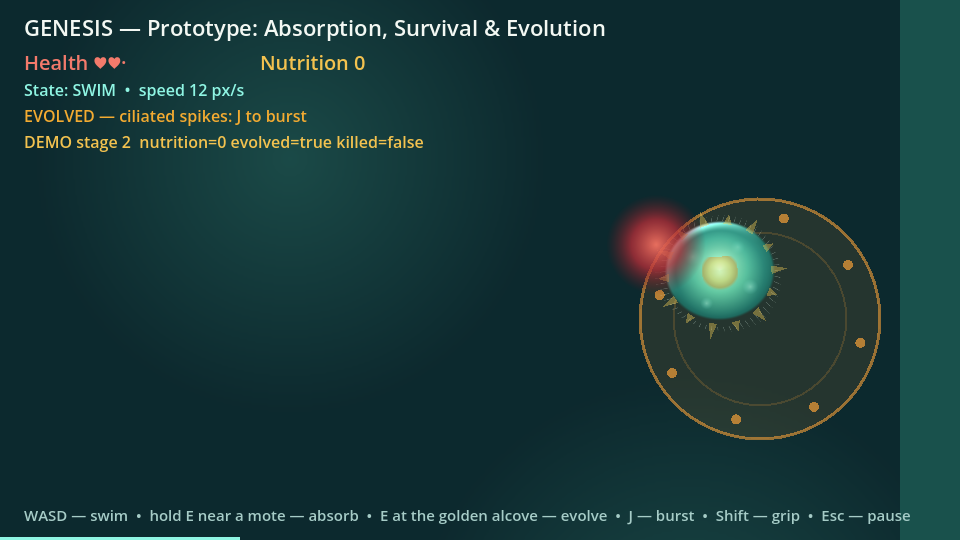 GENESIS — Prototype: Absorption, Survival & Evolution
Health ♥♥· Nutrition 0
State: SWIM • speed 12 px/s
EVOLVED — ciliated spikes: J to burst
DEMO stage 2 nutrition=0 evolved=true killed=false
WASD — swim • hold E near a mote — absorb • E at the golden alcove — evolve • J — burst • Shift — grip • Esc — pause